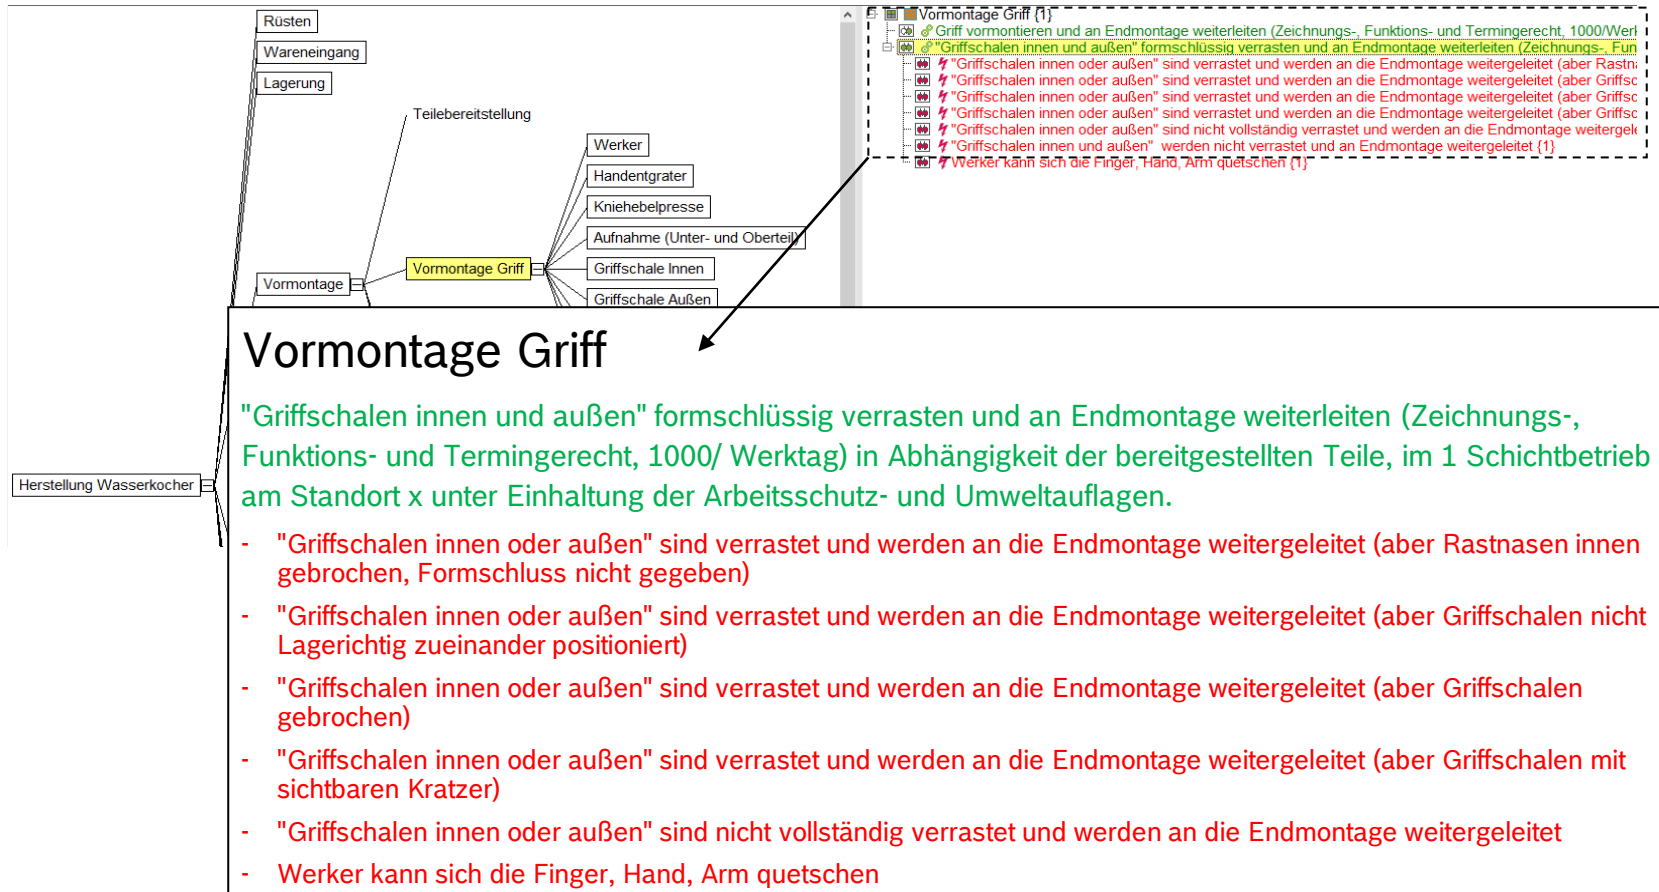 Rüsten
Wareneingang
Lagerung
Teilebereitstellung
Werker
Handentgrater
Kniehebelpresse
Aufnahme (Unter- und Oberteil)
Vormontage Griff
Griffschale Innen
Vormontage
Griffschale Außen
Herstellung Wasserkocher
Vormontage Griff {1}
Griff vormontieren und an Endmontage weiterleiten (Zeichnungs-, Funktions- und Termingerecht, 1000/Werk
"Griffschalen innen und außen" formschlüssig verrasten und an Endmontage weiterleiten (Zeichnungs-, Fun
"Griffschalen innen oder außen" sind verrastet und werden an die Endmontage weitergeleitet (aber Rastna
"Griffschalen innen oder außen" sind verrastet und werden an die Endmontage weitergeleitet (aber Griffsc
"Griffschalen innen oder außen" sind verrastet und werden an die Endmontage weitergeleitet (aber Griffsc
"Griffschalen innen oder außen" sind verrastet und werden an die Endmontage weitergeleitet (aber Griffsc
"Griffschalen innen oder außen" sind nicht vollständig verrastet und werden an die Endmontage weitergele
"Griffschalen innen und außen" werden nicht verrastet und an Endmontage weitergeleitet {1}
Werker kann sich die Finger, Hand, Arm quetschen {1}
Vormontage Griff
"Griffschalen innen und außen" formschlüssig verrasten und an Endmontage weiterleiten (Zeichnungs-,
Funktions- und Termingerecht, 1000/ Werktag) in Abhängigkeit der bereitgestellten Teile, im 1 Schichtbetrieb
am Standort x unter Einhaltung der Arbeitsschutz- und Umweltauflagen.
- "Griffschalen innen oder außen" sind verrastet und werden an die Endmontage weitergeleitet (aber Rastnasen innen
gebrochen, Formschluss nicht gegeben)
- "Griffschalen innen oder außen" sind verrastet und werden an die Endmontage weitergeleitet (aber Griffschalen nicht
Lagerichtig zueinander positioniert)
- "Griffschalen innen oder außen" sind verrastet und werden an die Endmontage weitergeleitet (aber Griffschalen
gebrochen)
- "Griffschalen innen oder außen" sind verrastet und werden an die Endmontage weitergeleitet (aber Griffschalen mit
sichtbaren Kratzer)
- "Griffschalen innen oder außen" sind nicht vollständig verrastet und werden an die Endmontage weitergeleitet
- Werker kann sich die Finger, Hand, Arm quetschen